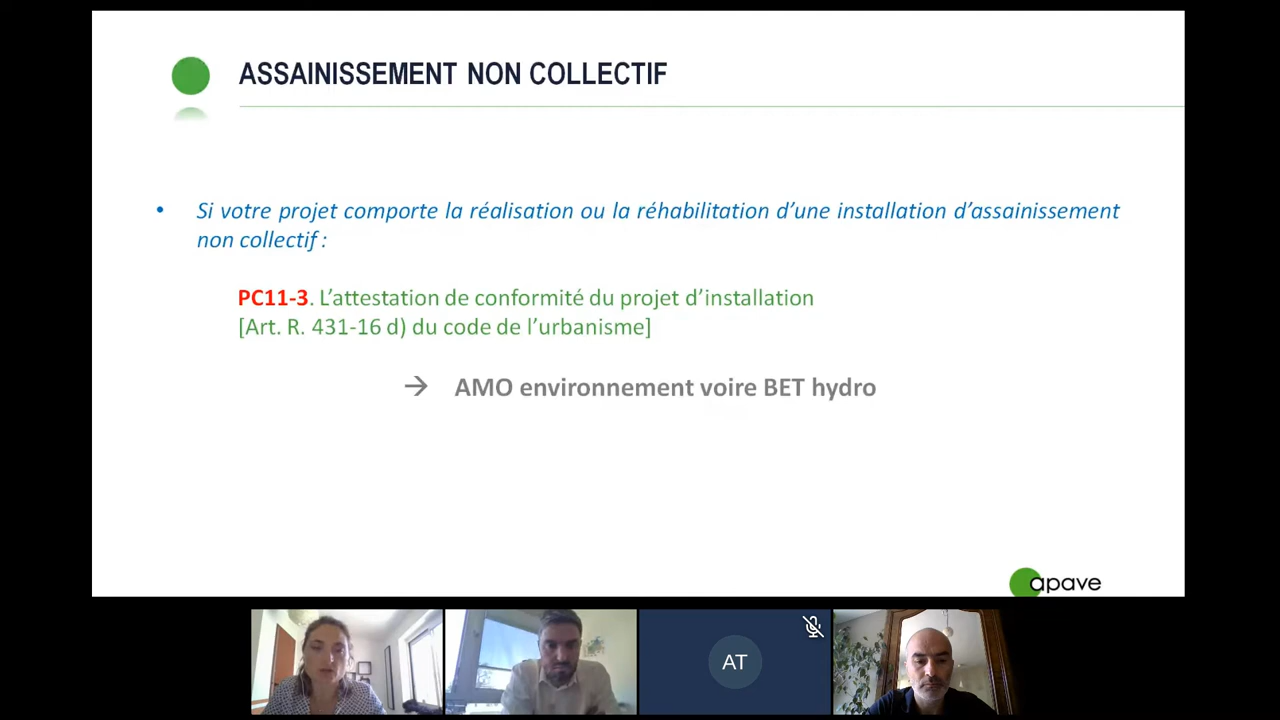 ASSAINISSEMENT NON COLLECTIF
• Si votre projet comporte la réalisation ou la réhabilitation d’une installation d’assainissement
non collectif :
PC11-3. L’attestation de conformité du projet d’installation
[Art. R. 431-16 d) du code de l’urbanisme]
→ AMO environnement voire BET hydro
apave
AT